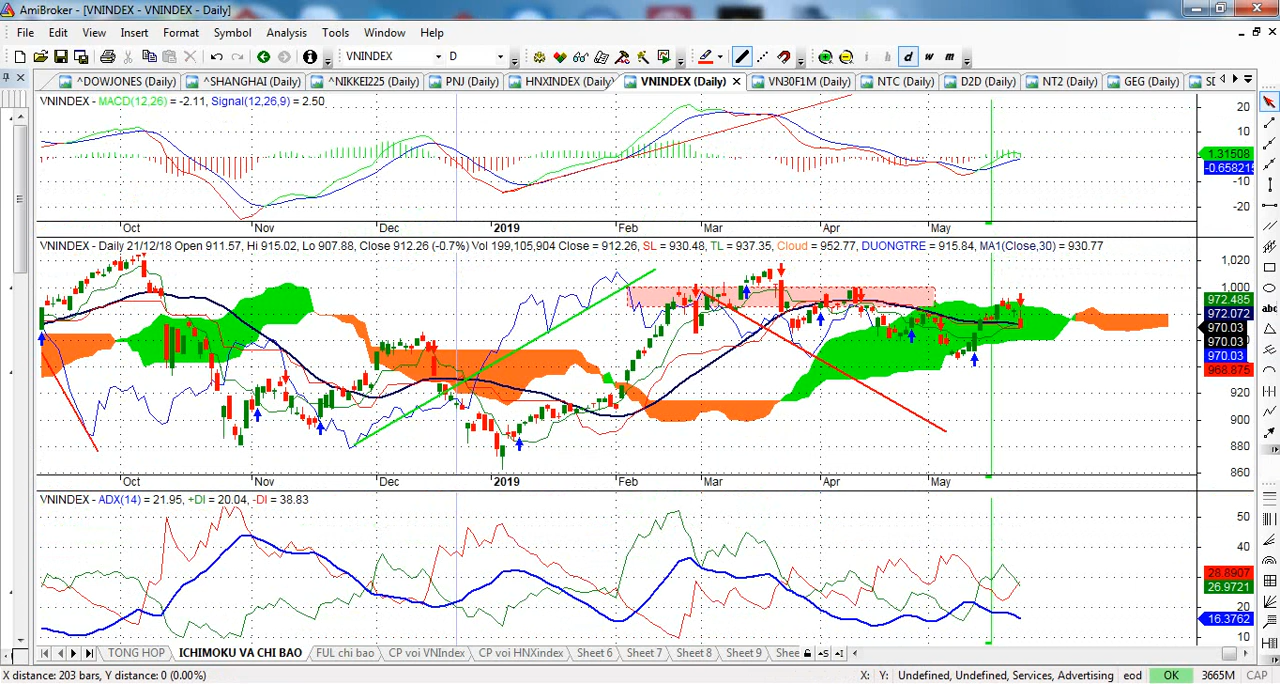 AmiBroker - [VNINDEX - VNINDEX - Daily]
File Edit View Insert Format Symbol Analysis Tools Window Help
VNINDEX D i h d w m
^DOWJONES (Daily) ^SHANGHAI (Daily) ^NIKKEI225 (Daily) PNJ (Daily) HNXINDEX (Daily) VNINDEX (Daily) VN30F1M (Daily) NTC (Daily) D2D (Daily) NT2 (Daily) GEG (Daily)
VNINDEX - MACD(12,26) = -2.11, Signal(12,26,9) = 2.50
20
10
1.31508
-0.658215
-10
-20
Oct Nov Dec 2019 Feb Mar Apr May
VNINDEX - Daily 21/12/18 Open 911.57, Hi 915.02, Lo 907.88, Close 912.26 (-0.7%) Vol 199,105,904 Close = 912.26, SL = 930.48, TL = 937.35, Cloud = 952.77, DUONGTRE = 915.84, MA1(Close,30) = 930.77
1,020
1,000
972.485
972.072
970.03
970.03
970.03
968.875
920
900
880
860
Oct Nov Dec 2019 Feb Mar Apr May
VNINDEX - ADX(14) = 21.95, +DI = 20.04, -DI = 38.83
50
40
28.8907
26.9721
20
16.3762
10
TONG HOP ICHIMOKU VA CHI BAO FUL chi bao CP voi VNIndex CP voi HNXindex Sheet 6 Sheet 7 Sheet 8 Sheet 9 Shee
X distance: 203 bars, Y distance: 0 (0.00%) X: Y: Undefined, Undefined, Services, Advertising eod OK 3665M CAP
abc